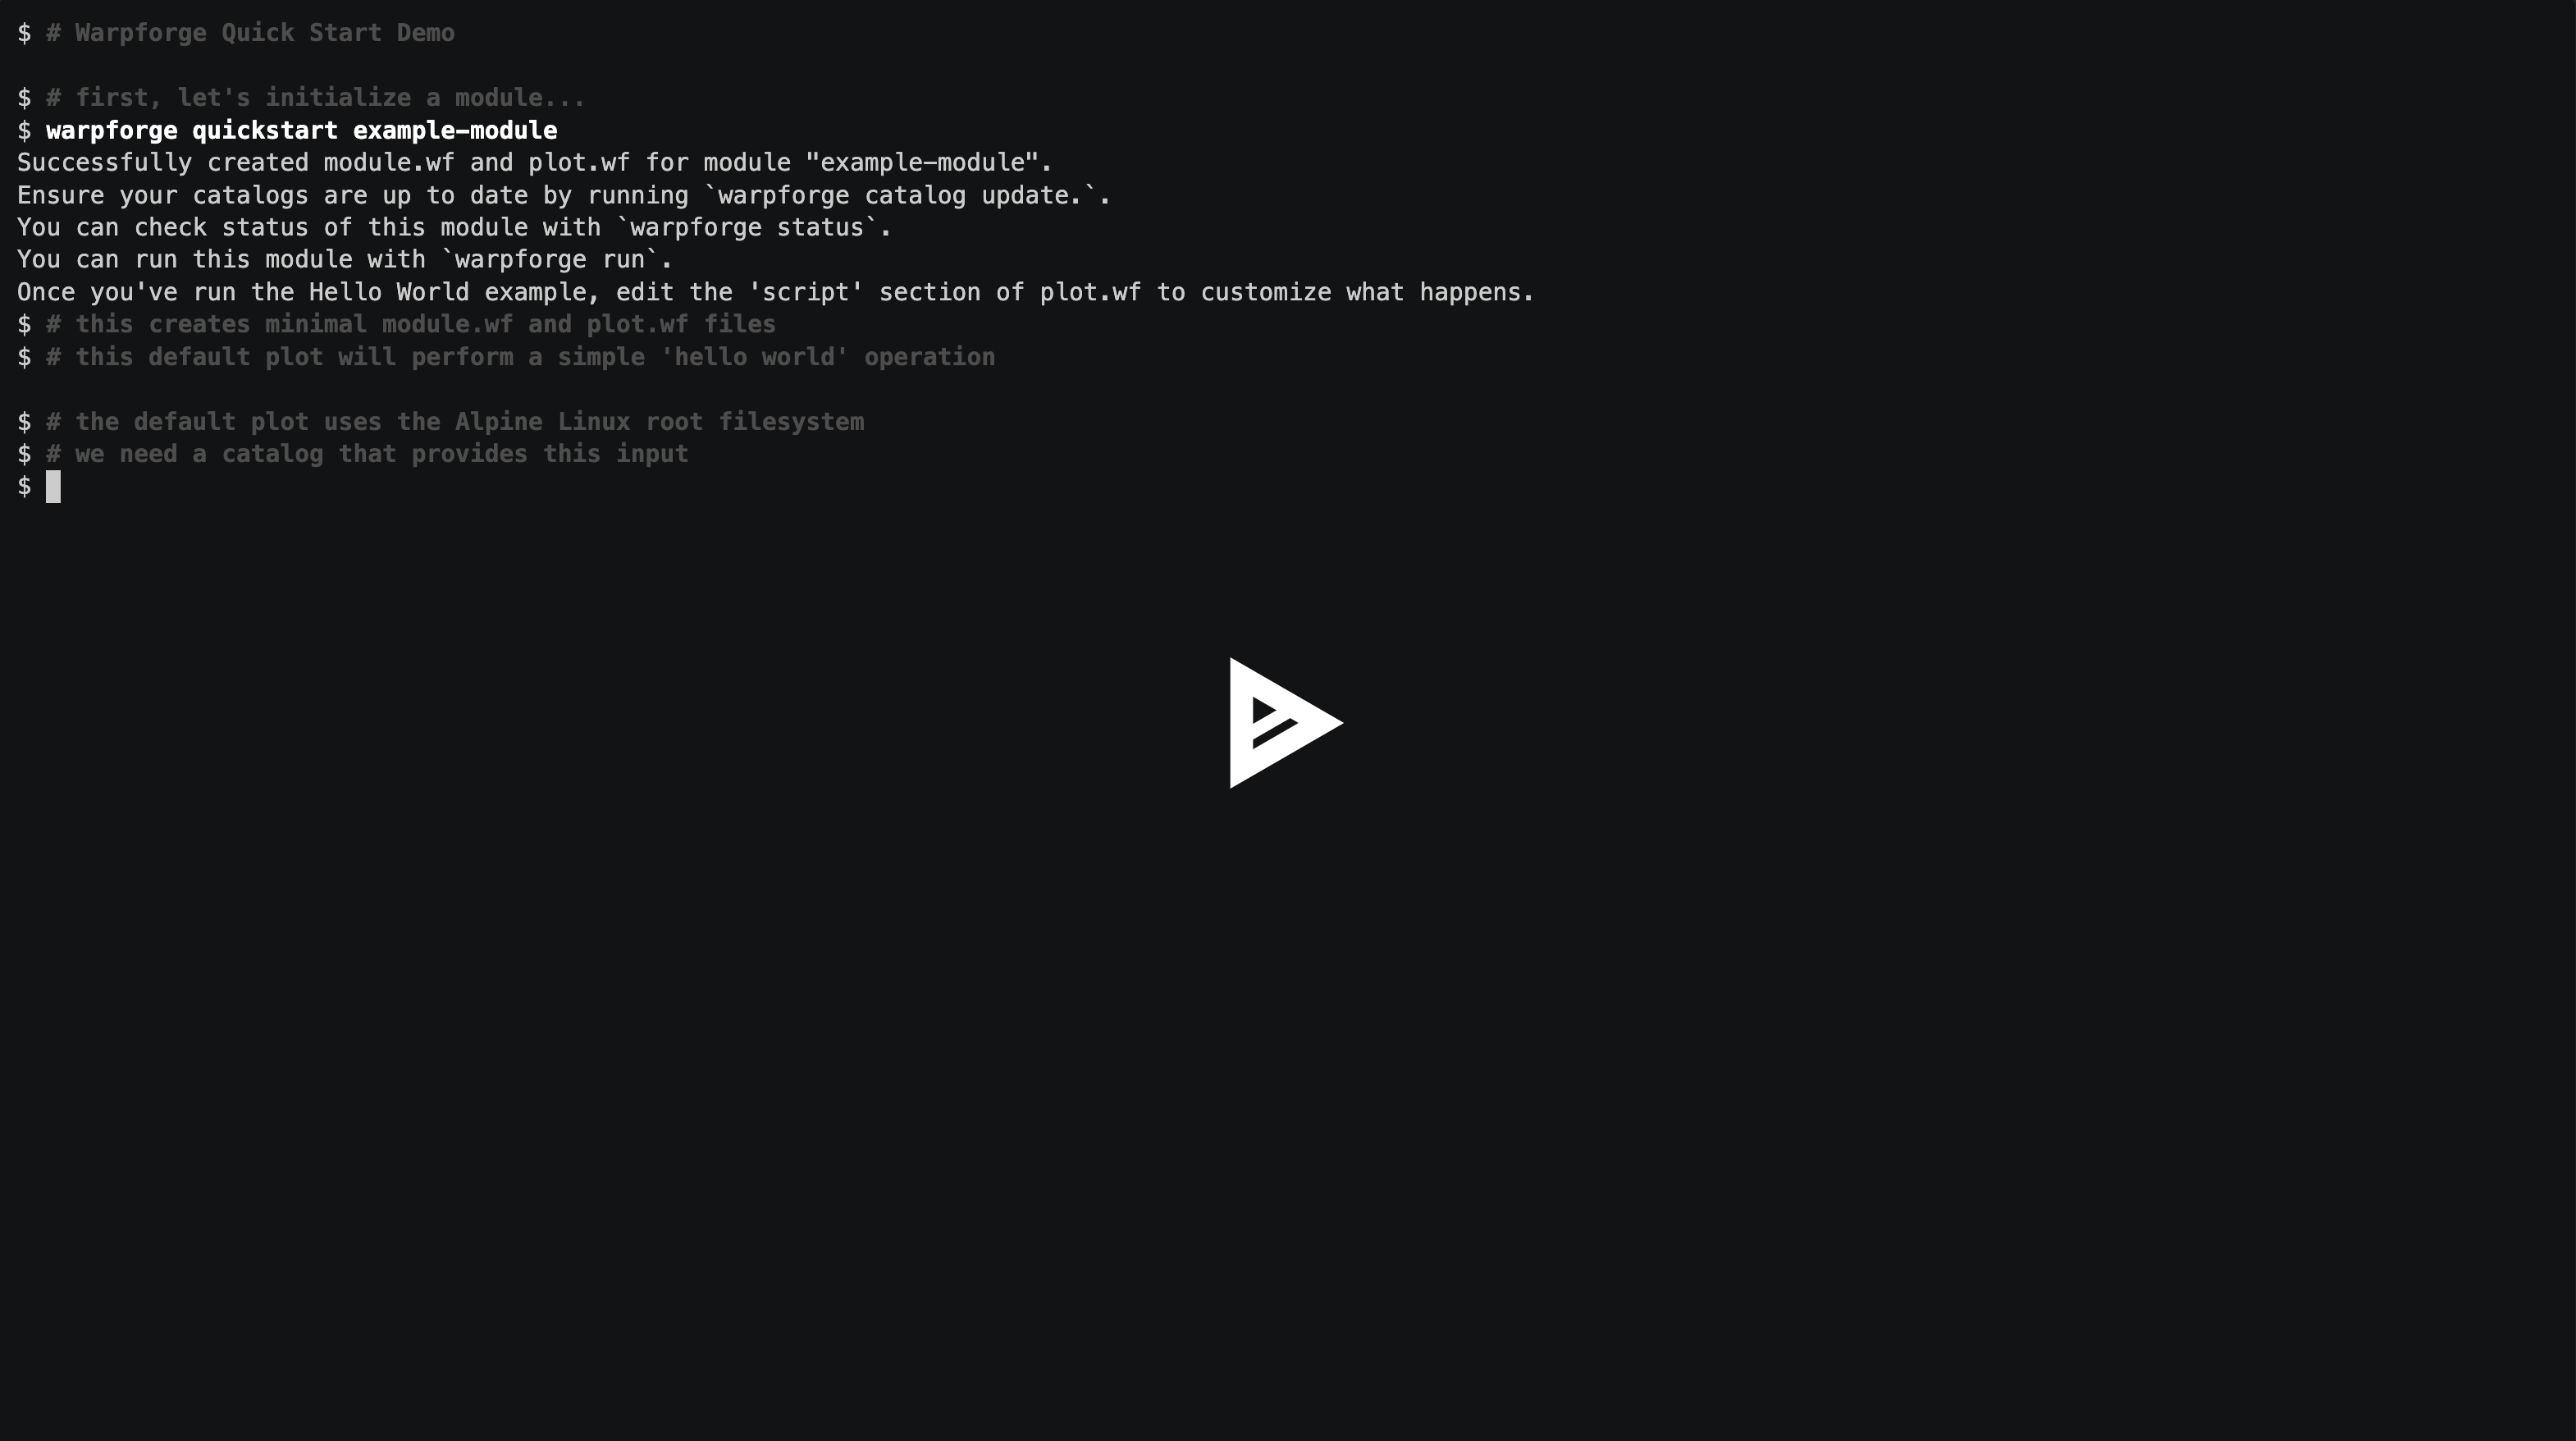 $ # Warpforge Quick Start Demo
$ # first, let's initialize a module...
$ warpforge quickstart example-module
Successfully created module.wf and plot.wf for module "example-module".
Ensure your catalogs are up to date by running `warpforge catalog update.`.
You can check status of this module with `warpforge status`.
You can run this module with `warpforge run`.
Once you've run the Hello World example, edit the 'script' section of plot.wf to customize what happens.
$ # this creates minimal module.wf and plot.wf files
$ # this default plot will perform a simple 'hello world' operation
$ # the default plot uses the Alpine Linux root filesystem
$ # we need a catalog that provides this input
$